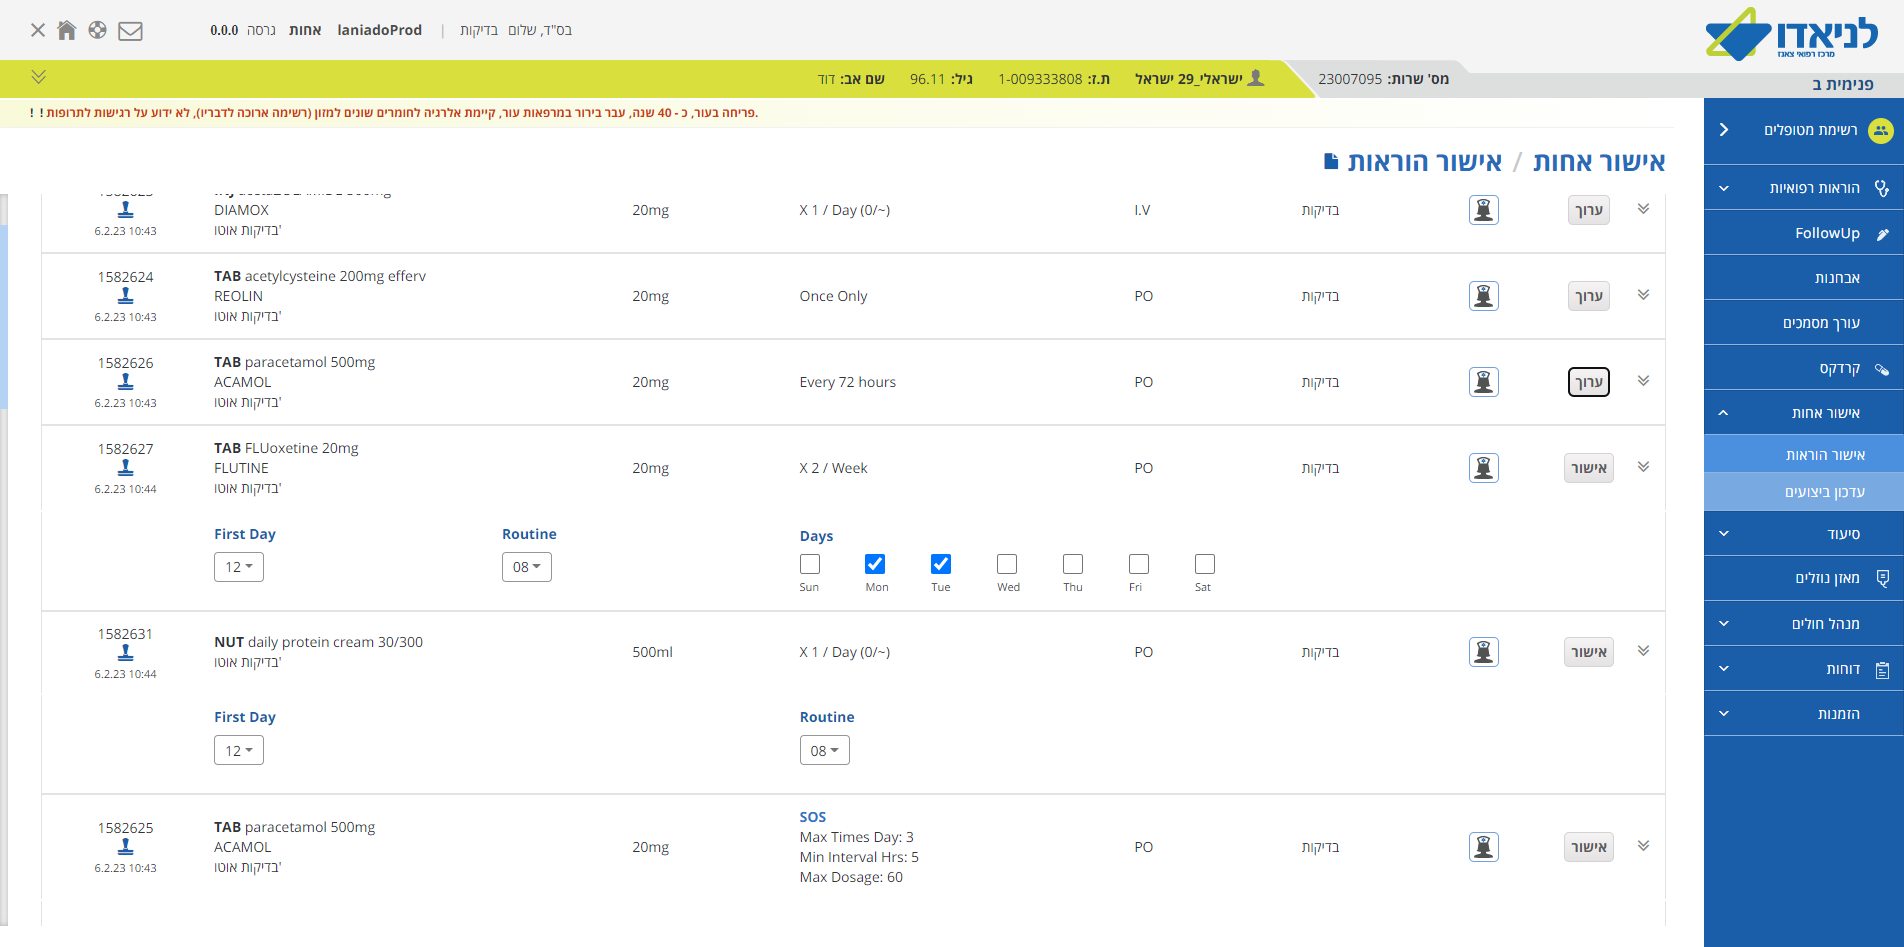 בס"ד, שלום בדיקות | laniadoProd אחות גרסה 0.0.0
לניאדו
מרכז רפואי צאנז
פנימית ב
מס' שרות: 23007095 ישראלי_29 ישראל ת.ז: 1-009333808 גיל: 96.11 שם אב: דוד
פריחה בעור, כ - 40 שנה, עבר בירור במרפאות עור, קיימת אלרגיה לחומרים שונים למזון (רשימה ארוכה לדבריו), לא ידוע על רגישות לתרופות ! !.
אישור אחות / אישור הוראות
רשימת מטופלים
הוראות רפואיות
FollowUp
אבחנות
עורך מסמכים
קרדקס
אישור אחות
אישור הוראות
עדכון ביצועים
סיעוד
מאזן נוזלים
מנהל חולים
דוחות
הזמנות
DIAMOX 20mg X 1 / Day (0/~) I.V בדיקות ערוך
6.2.23 10:43 בדיקות אוטו'
1582624 TAB acetylcysteine 200mg efferv
REOLIN 20mg Once Only PO בדיקות ערוך
6.2.23 10:43 בדיקות אוטו'
1582626 TAB paracetamol 500mg
ACAMOL 20mg Every 72 hours PO בדיקות ערוך
6.2.23 10:43 בדיקות אוטו'
1582627 TAB FLUoxetine 20mg
FLUTINE 20mg X 2 / Week PO בדיקות אישור
6.2.23 10:44 בדיקות אוטו'
First Day Routine Days
12 08
Sun Mon Tue Wed Thu Fri Sat
1582631 NUT daily protein cream 30/300
500ml X 1 / Day (0/~) PO בדיקות אישור
6.2.23 10:44 בדיקות אוטו'
First Day Routine
12 08
SOS
1582625 TAB paracetamol 500mg Max Times Day: 3
ACAMOL 20mg PO בדיקות אישור
Min Interval Hrs: 5
6.2.23 10:43 בדיקות אוטו'
Max Dosage: 60